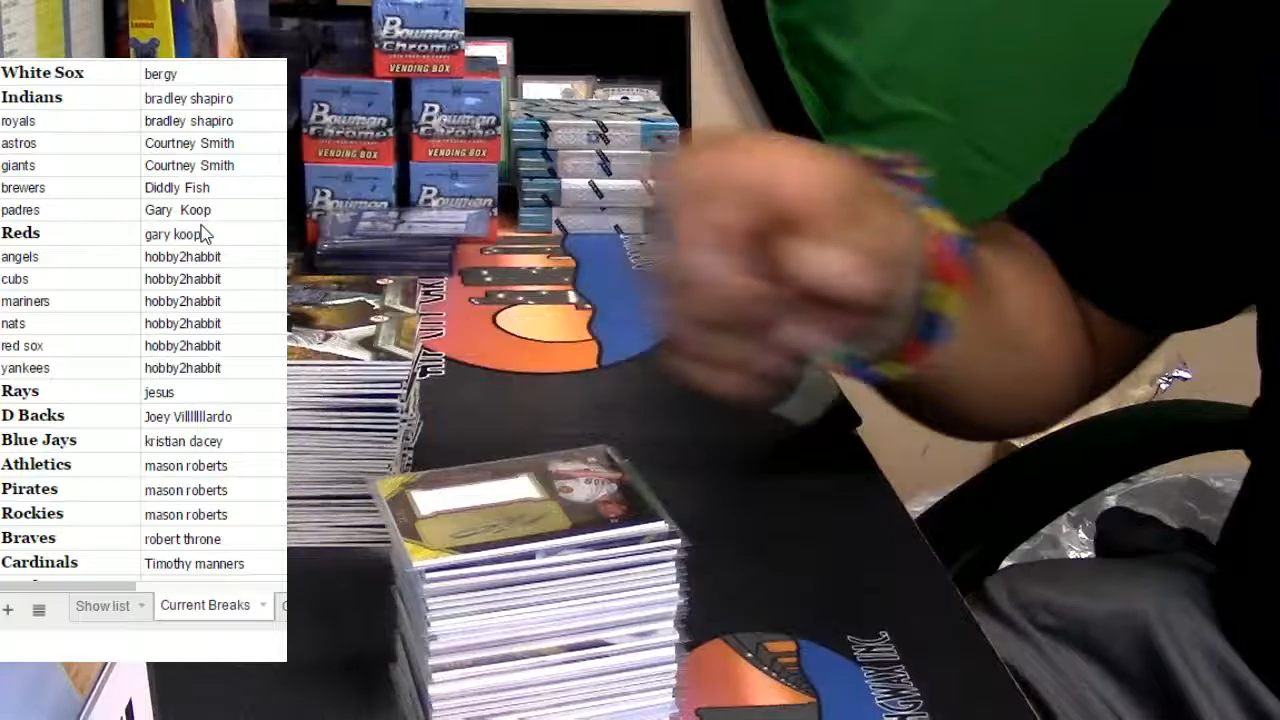 Bowman
Chrome
VENDING BOX
Bowman
Chrome
VENDING BOX
Bowman
Chrome
VENDING BOX
Bowman
Bowman
White Sox bergy
Indians bradley shapiro
royals bradley shapiro
astros Courtney Smith
giants Courtney Smith
brewers Diddly Fish
padres Gary Koop
Reds gary koop
angels hobby2habbit
cubs hobby2habbit
mariners hobby2habbit
nats hobby2habbit
red sox hobby2habbit
yankees hobby2habbit
Rays jesus
D Backs Joey Villlllllardo
Blue Jays kristian dacey
Athletics mason roberts
Pirates mason roberts
Rockies mason roberts
Braves robert throne
Cardinals Timothy manners
+ Show list Current Breaks
INC